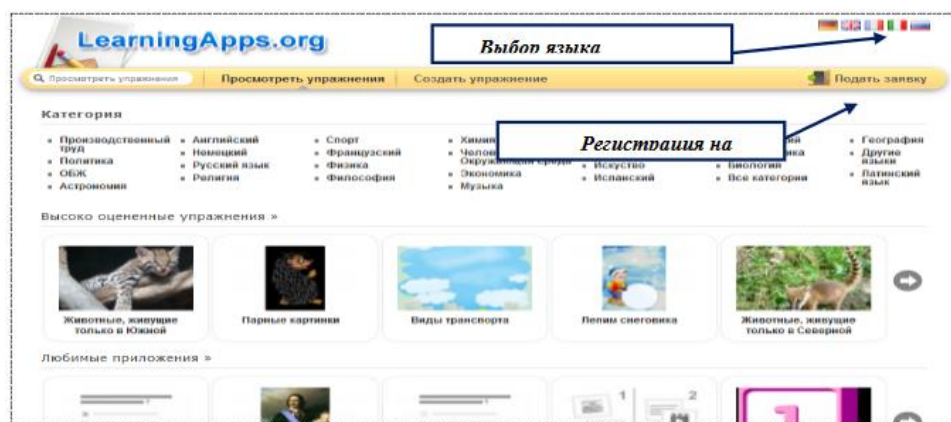 LearningApps.org
Выбор языка
Просмотреть упражнения
Просмотреть упражнения
Создать упражнение
Подать заявку
Категория
Производственный труд
Политика
ОБЖ
Астрономия
Английский
Немецкий
Русский язык
Религия
Спорт
Французский
Физика
Философия
Экономика
Музыка
Регистрация на
Искуство
Испанский
Биология
Все категории
География
Другие языки
Латинский язык
Высоко оцененные упражнения »
Животные, живущие
только в Южной
Парные картинки
Виды транспорта
Лепим снеговика
Животные, живущие
только в Северной
Любимые приложения »
1
2